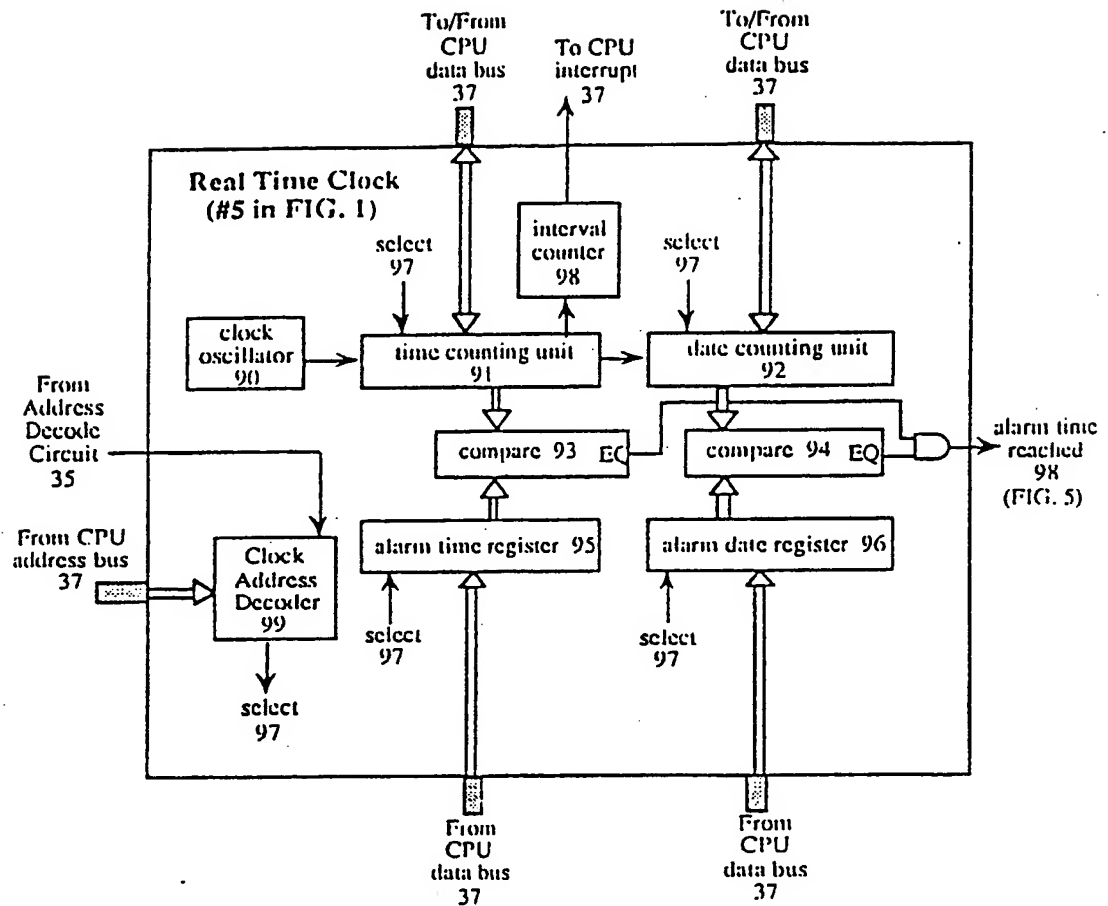 To/From
CPU
data bus
37
To CPU
interrupt
37
To/From
CPU
data bus
37
Real Time Clock
(#5 in FIG. 1)
select
97
interval
counter
98
select
97
clock
oscillator
90
time counting unit
91
date counting unit
92
From
Address
Decode
Circuit
35
compare 93 EQ
compare 94 EQ
alarm time
reached
98
(FIG. 5)
From CPU
address bus
37
Clock
Address
Decoder
99
alarm time register 95
alarm date register 96
select
97
select
97
select
97
From
CPU
data bus
37
From
CPU
data bus
37